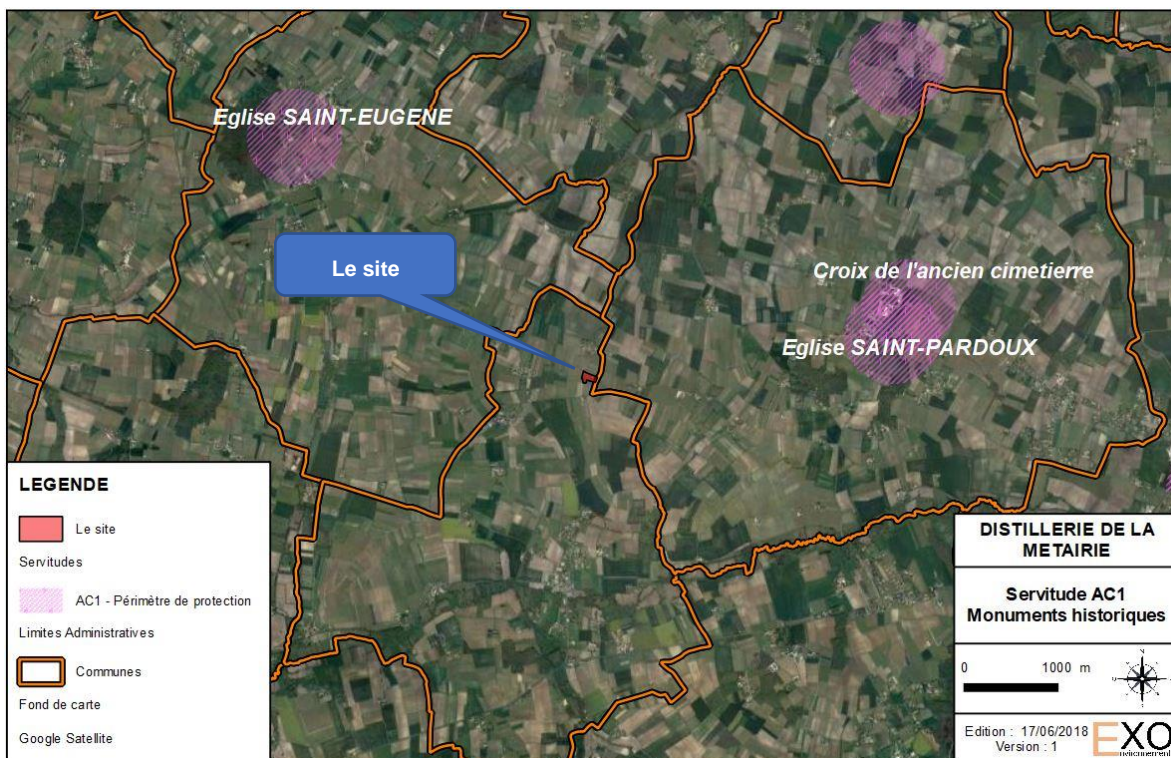 Eglise SAINT-EUGENE
Le site
Croix de l'ancien cimetierre
Eglise SAINT-PARDOUX
LEGENDE
Le site
Servitudes
AC1 - Périmètre de protection
Limites Administratives
Communes
Fond de carte
Google Satellite
DISTILLERIE DE LA
METAIRIE
Servitude AC1
Monuments historiques
0 1000 m
Edition : 17/06/2018
Version : 1
EXO
environnement